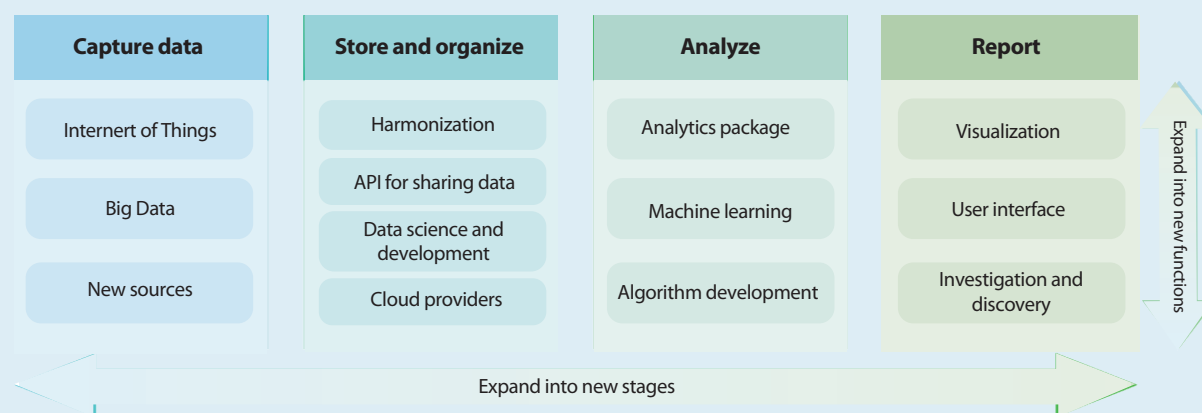 Capture data
Internert of Things
Big Data
New sources
Store and organize
Harmonization
API for sharing data
Data science and
development
Cloud providers
Analyze
Analytics package
Machine learning
Algorithm development
Report
Visualization
User interface
Investigation and
discovery
Expand into new functions
Expand into new stages